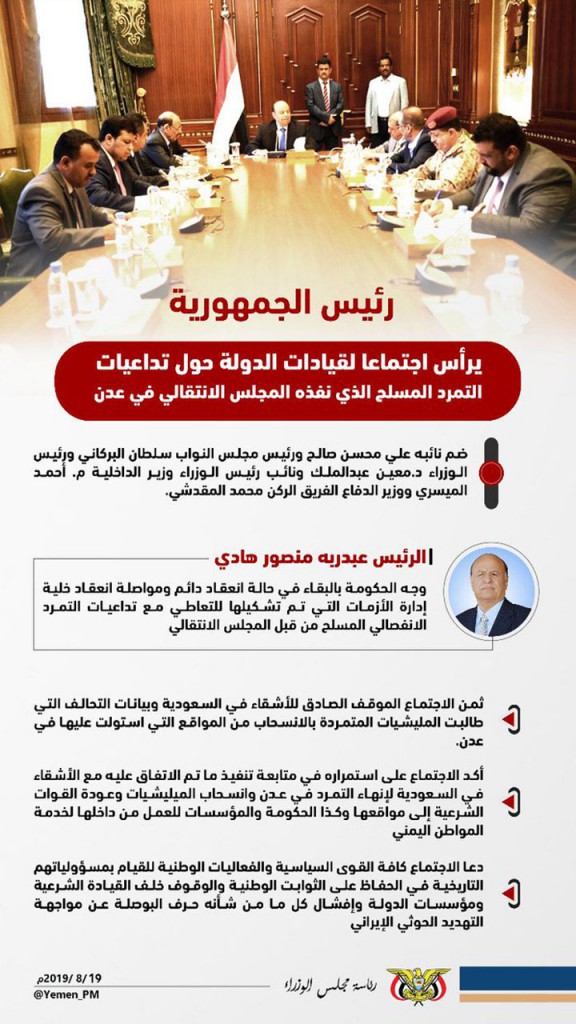 رئيس الجمهورية
يرأس اجتماعا لقيادات الدولة حول تداعيات
التمرد المسلح الذي نفذه المجلس الانتقالي في عدن
ضم نائبه علي محسن صالح ورئيس مجلس النواب سلطان البركاني ورئيس
الوزراء د.معين عبدالملك ونائب رئيس الوزراء وزير الداخلية م. أحمد
الميسري ووزير الدفاع الفريق الركن محمد المقدشي.
الرئيس عبدربه منصور هادي
وجه الحكومة بالبقاء في حالة انعقاد دائم ومواصلة انعقاد خلية
إدارة الأزمات التي تم تشكيلها للتعاطي مع تداعيات التمرد
الانفصالي المسلح من قبل المجلس الانتقالي
ثمن الاجتماع الموقف الصادق للأشقاء في السعودية وبيانات التحالف التي
طالبت المليشيات المتمردة بالانسحاب من المواقع التي استولت عليها في
عدن.
أكد الاجتماع على استمراره في متابعة تنفيذ ما تم الاتفاق عليه مع الأشقاء
في السعودية لإنهاء التمرد في عدن وانسحاب الميليشيات وعودة القوات
الشرعية إلى مواقعها وكذا الحكومة والمؤسسات للعمل من داخلها لخدمة
المواطن اليمني
دعا الاجتماع كافة القوى السياسية والفعاليات الوطنية للقيام بمسؤولياتهم
التاريخية في الحفاظ على الثوابت الوطنية والوقوف خلف القيادة الشرعية
ومؤسسات الدولة وإفشال كل ما من شأنه حرف البوصلة عن مواجهة
التهديد الحوثي الإيراني
رئاسة مجلس الوزراء
2019/ 8/ 19م
@Yemen_PM